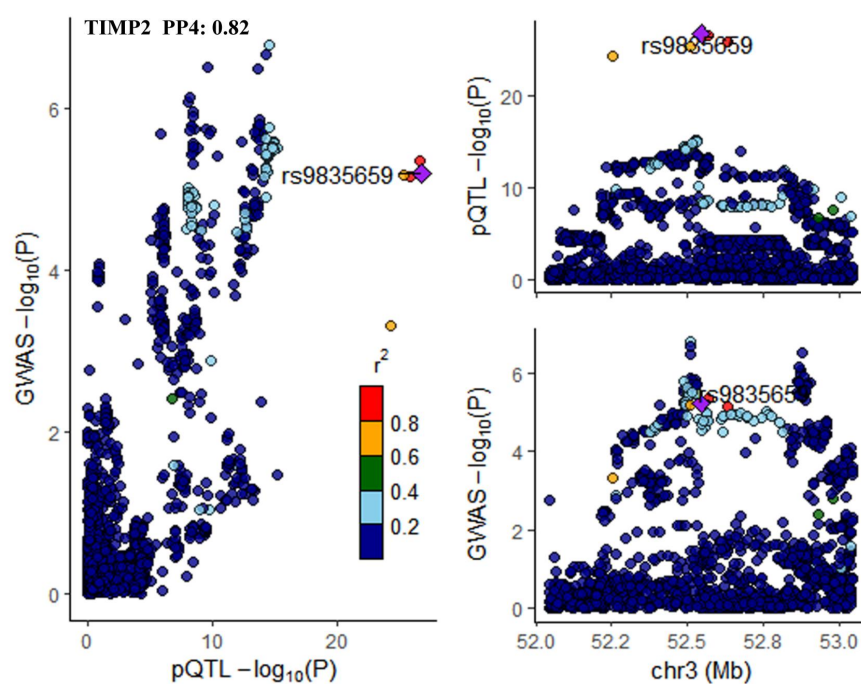 TIMP2 PP4: 0.82
GWAS −log10(P)
6
4
2
0
rs9835659
r2
0.8
0.6
0.4
0.2
0
10
20
pQTL −log10(P)
pQTL −log10(P)
20
10
0
rs9835659
GWAS −log10(P)
6
4
2
0
rs983565
52.0
52.2
52.5
52.8
53.0
chr3 (Mb)